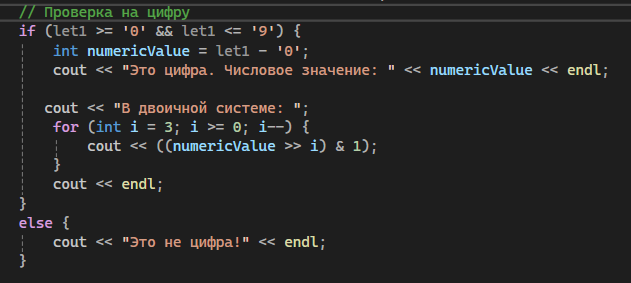 // Проверка на цифру
if (let1 >= '0' && let1 <= '9') {
    int numericValue = let1 - '0';
    cout << "Это цифра. Числовое значение: " << numericValue << endl;
   cout << "В двоичной системе: ";
    for (int i = 3; i >= 0; i--) {
        cout << ((numericValue >> i) & 1);
    }
    cout << endl;
}
else {
    cout << "Это не цифра!" << endl;
}